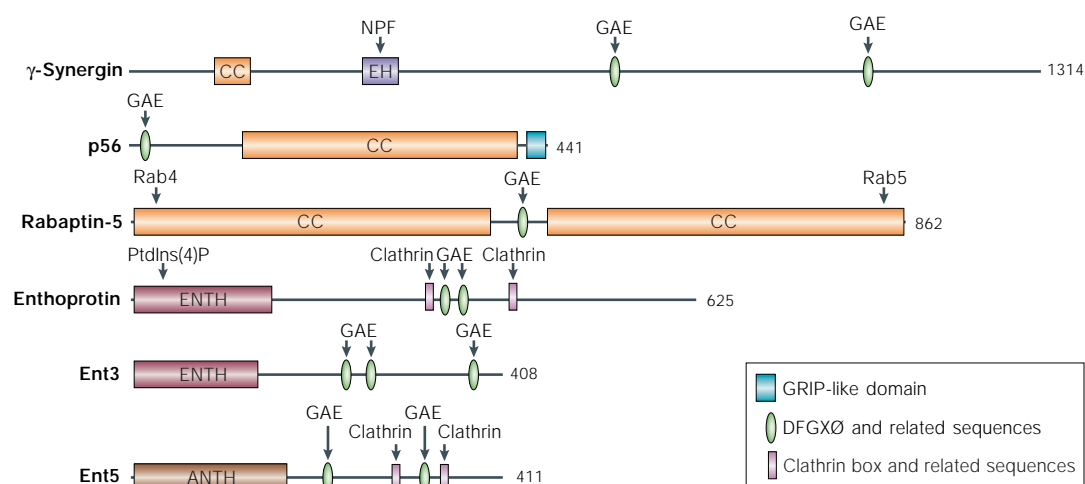 NPF GAE GAE
γ-Synergin CC EH 1314
GAE
p56 CC 441
Rab4 GAE Rab5
Rabaptin-5 CC CC 862
PtdIns(4)P Clathrin GAE Clathrin
Enthoprotin ENTH 625
GAE GAE
Ent3 ENTH 408
GAE GAE
Clathrin Clathrin
Ent5 ANTH 411
GRIP-like domain
DFGXØ and related sequences
Clathrin box and related sequences